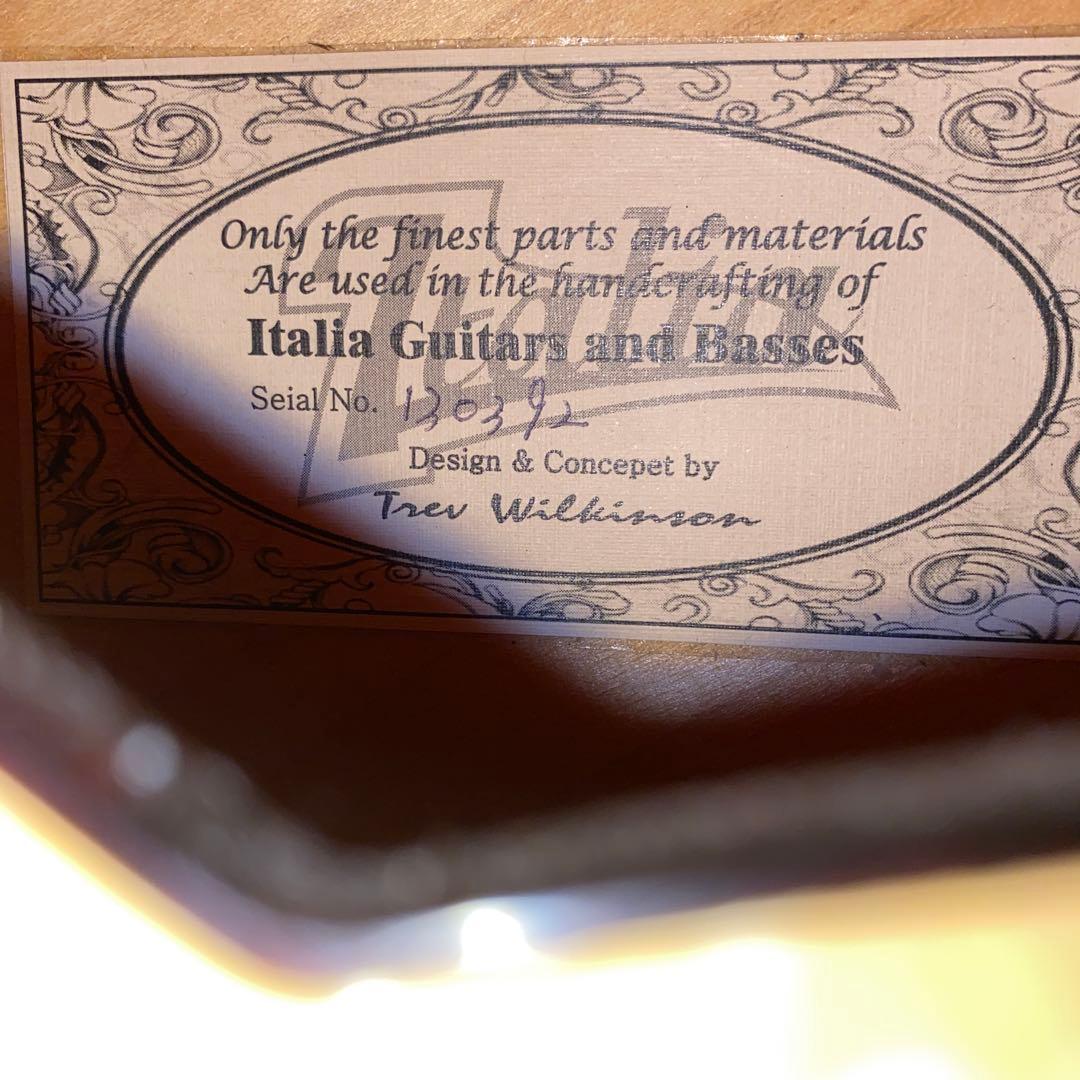 Only the finest parts and materials
Are used in the handcrafting of
Italia Guitars and Basses
Seial No. 130392
Design & Concepet by
Trev Wilkinson
Italia